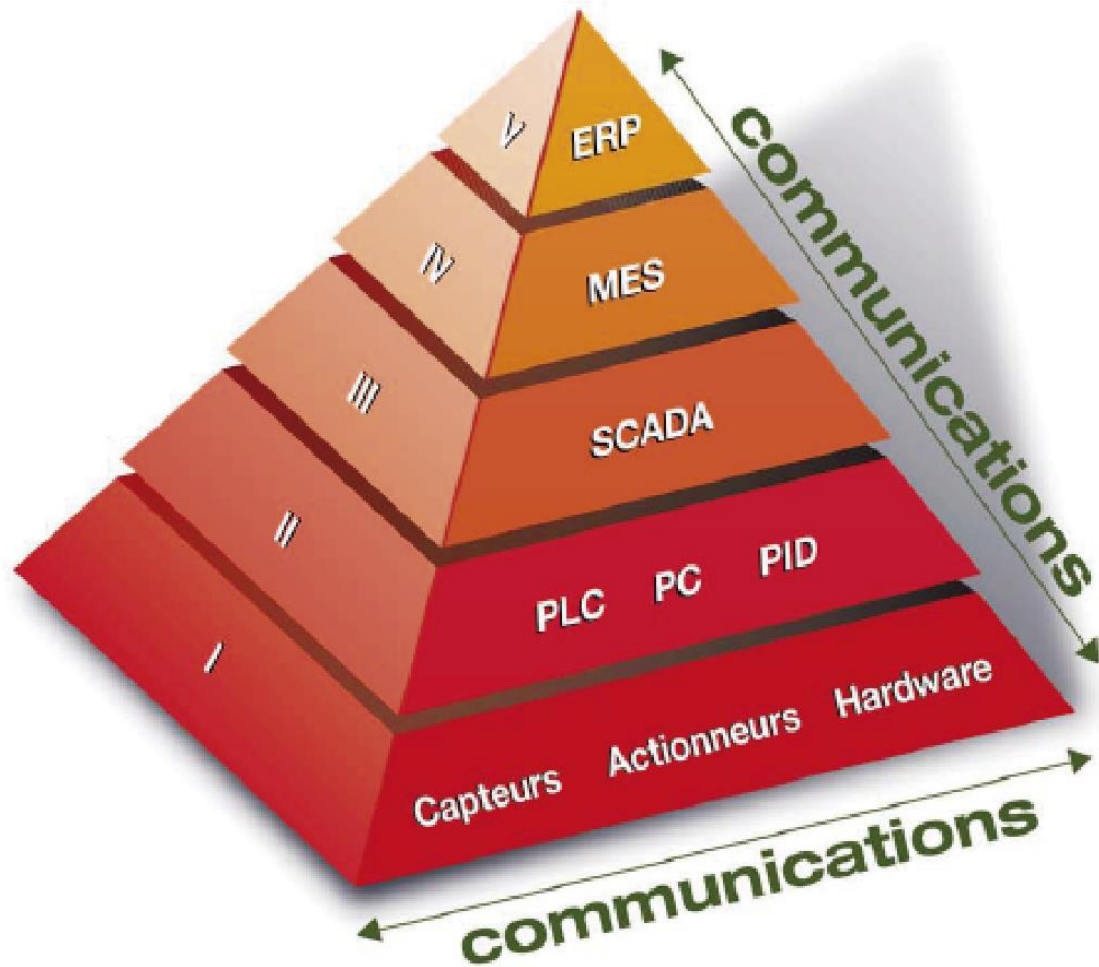 V ERP
communications
IV MES
III SCADA
II PLC PC PID
I Capteurs Actionneurs Hardware
communications